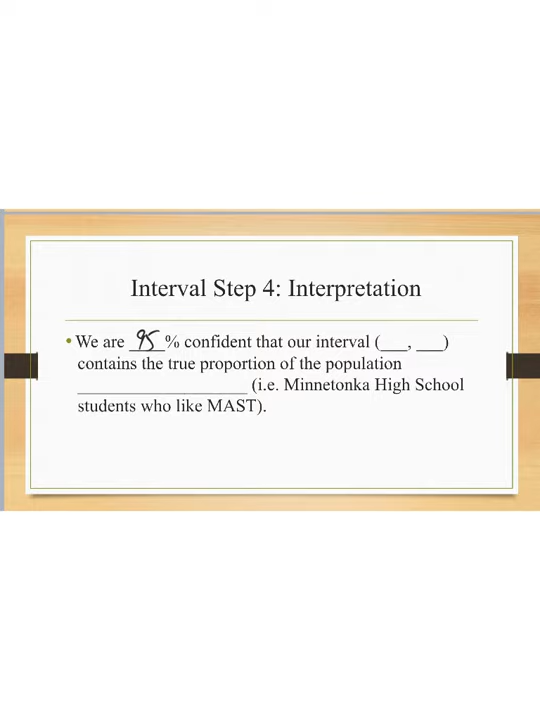 Interval Step 4: Interpretation
• We are 95% confident that our interval (___, ___)
contains the true proportion of the population
__________________ (i.e. Minnetonka High School
students who like MAST).